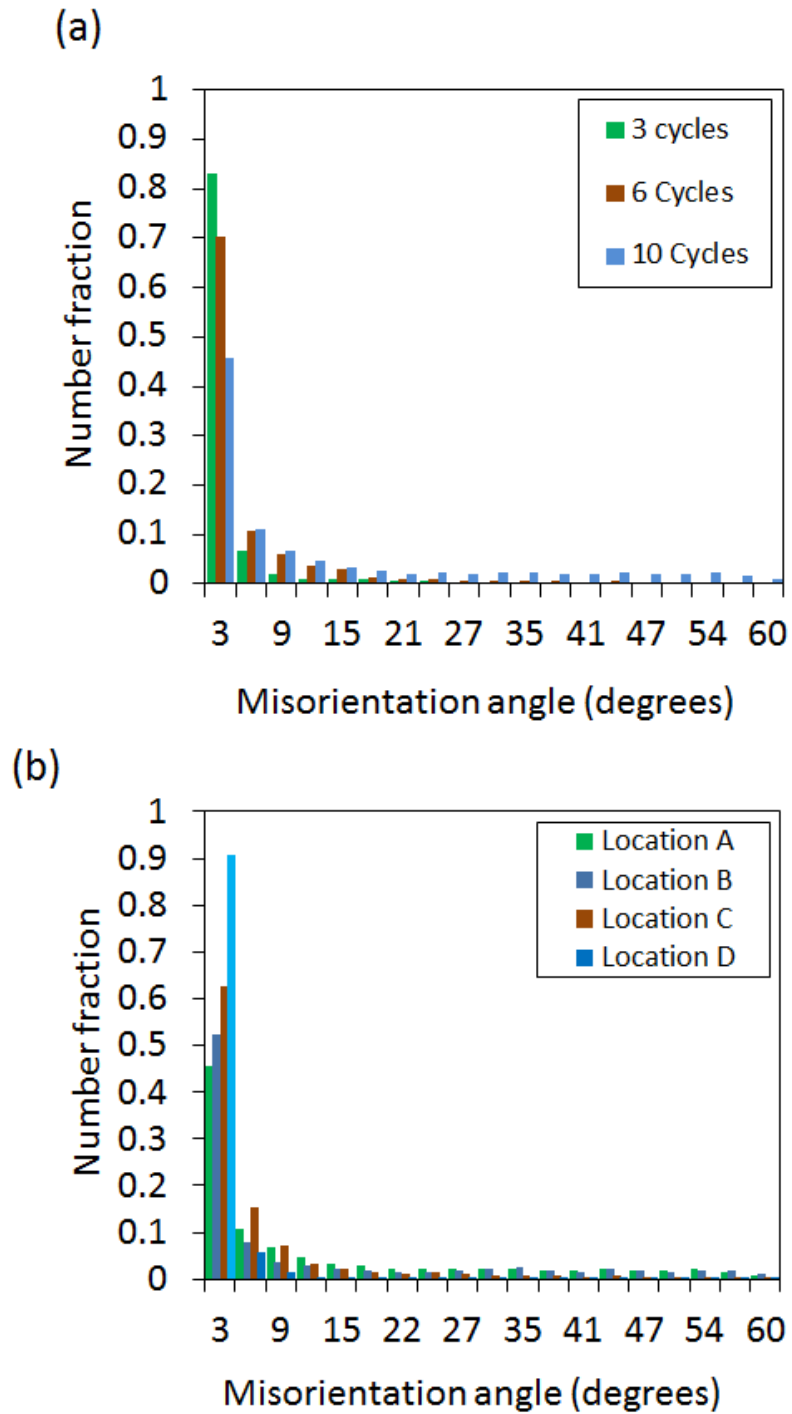 (a)
1
0.9
0.8
0.7
0.6
0.5
0.4
0.3
0.2
0.1
0
Number fraction
3 cycles
6 Cycles
10 Cycles
3 9 15 21 27 35 41 47 54 60
Misorientation angle (degrees)
(b)
1
0.9
0.8
0.7
0.6
0.5
0.4
0.3
0.2
0.1
0
Number fraction
Location A
Location B
Location C
Location D
3 9 15 22 27 35 41 47 54 60
Misorientation angle (degrees)